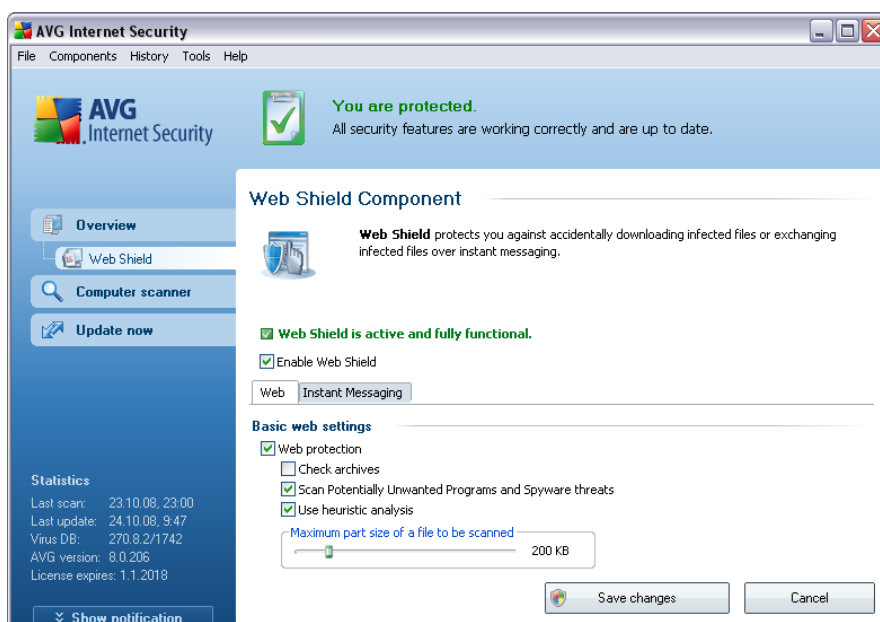 AVG Internet Security
File Components History Tools Help
AVG
Internet Security
You are protected.
All security features are working correctly and are up to date.
Overview
Web Shield
Computer scanner
Update now
Statistics
Last scan: 23.10.08, 23:00
Last update: 24.10.08, 9:47
Virus DB: 270.8.2/1742
AVG version: 8.0.206
License expires: 1.1.2018
Show notification
Web Shield Component
Web Shield protects you against accidentally downloading infected files or exchanging
infected files over instant messaging.
Web Shield is active and fully functional.
Enable Web Shield
Web Instant Messaging
Basic web settings
Web protection
Check archives
Scan Potentially Unwanted Programs and Spyware threats
Use heuristic analysis
Maximum part size of a file to be scanned
200 KB
Save changes Cancel